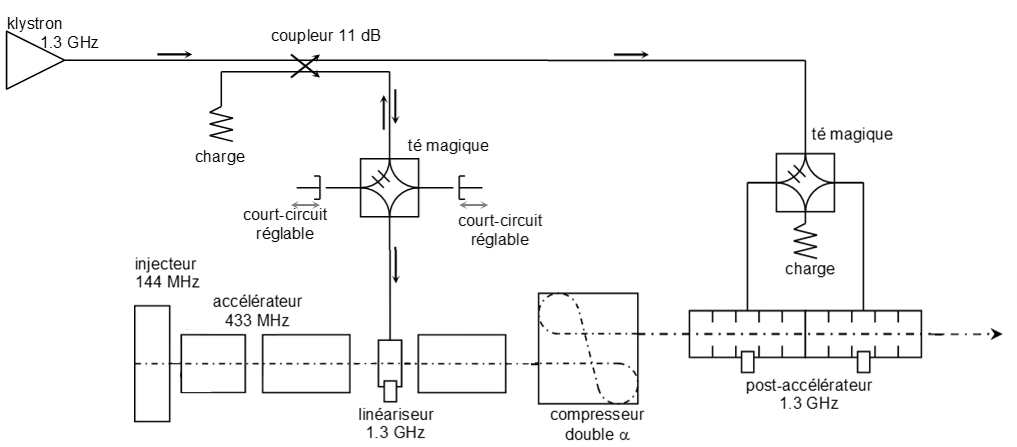 klystron
1.3 GHz
coupleur 11 dB
charge
té magique
court-circuit
réglable
court-circuit
réglable
té magique
charge
injecteur
144 MHz
accélérateur
433 MHz
linéariseur
1.3 GHz
compresseur
double α
post-accélérateur
1.3 GHz